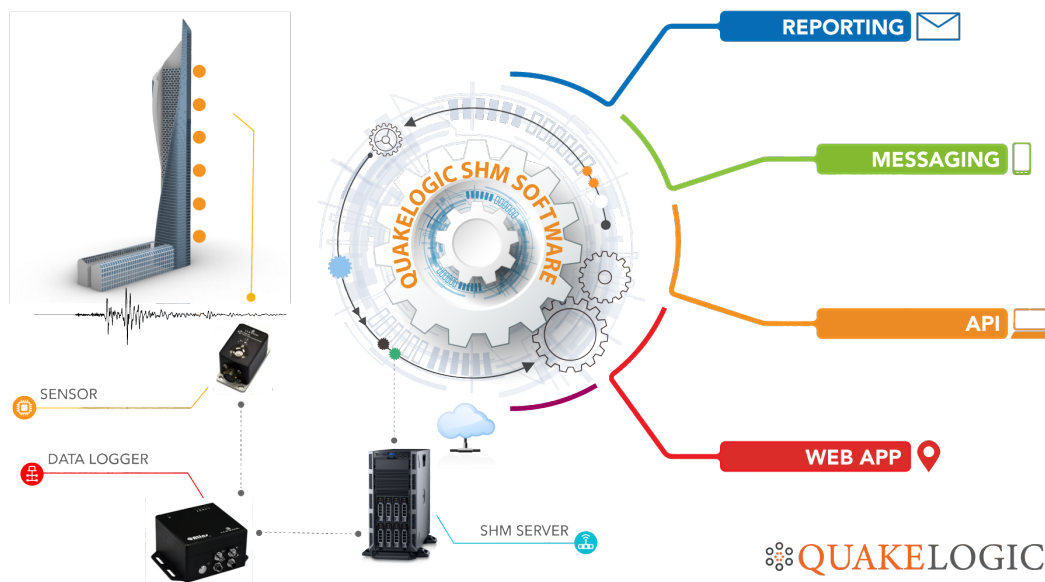 REPORTING
MESSAGING
QUAKELOGIC SHM SOFTWARE
API
SENSOR
DATA LOGGER
WEB APP
SHM SERVER
QUAKELOGIC